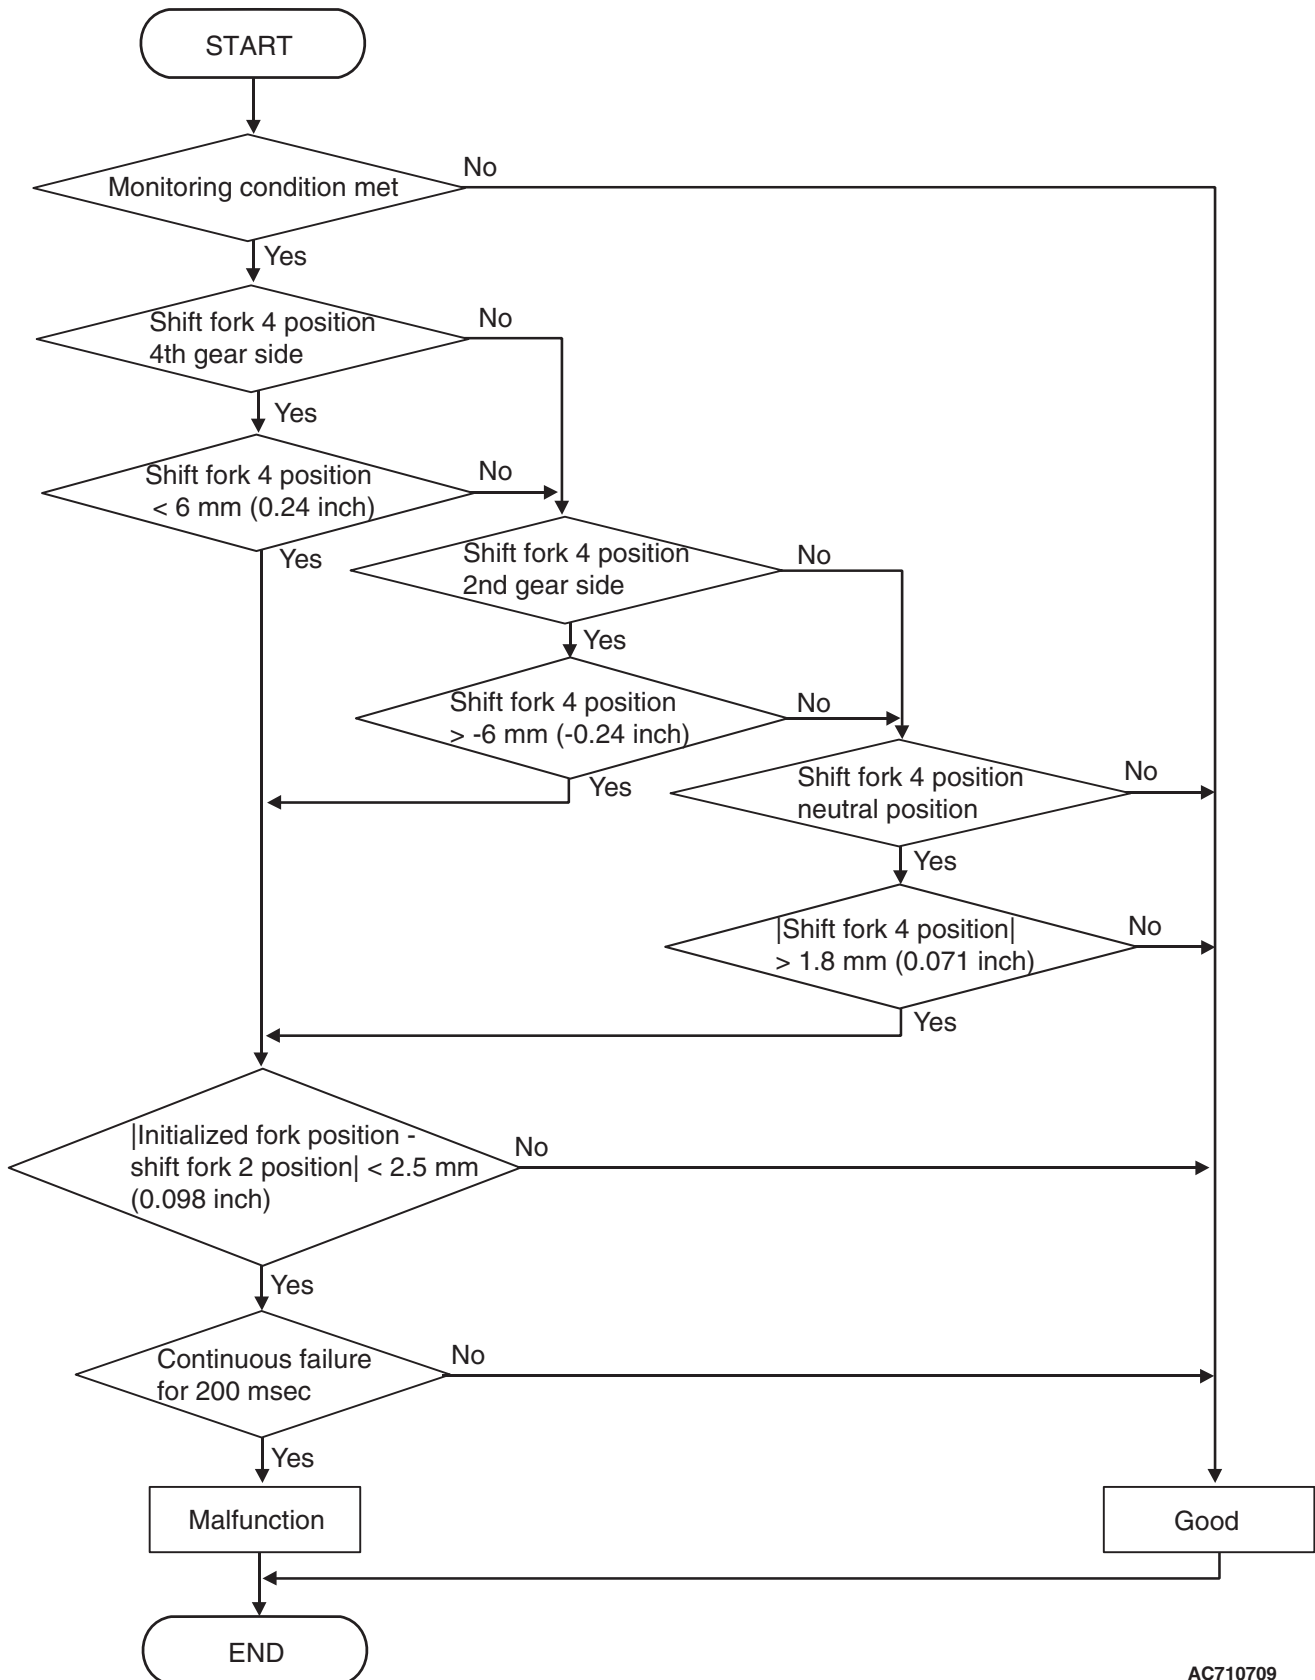 START
Monitoring condition met
No
Yes
Shift fork 4 position
4th gear side
No
Yes
Shift fork 4 position
< 6 mm (0.24 inch)
No
Yes
Shift fork 4 position
2nd gear side
No
Yes
Shift fork 4 position
> -6 mm (-0.24 inch)
No
Yes
Shift fork 4 position
neutral position
No
Yes
|Shift fork 4 position|
> 1.8 mm (0.071 inch)
No
Yes
|Initialized fork position -
shift fork 2 position| < 2.5 mm
(0.098 inch)
No
Yes
Continuous failure
for 200 msec
No
Yes
Malfunction
Good
END
AC710709